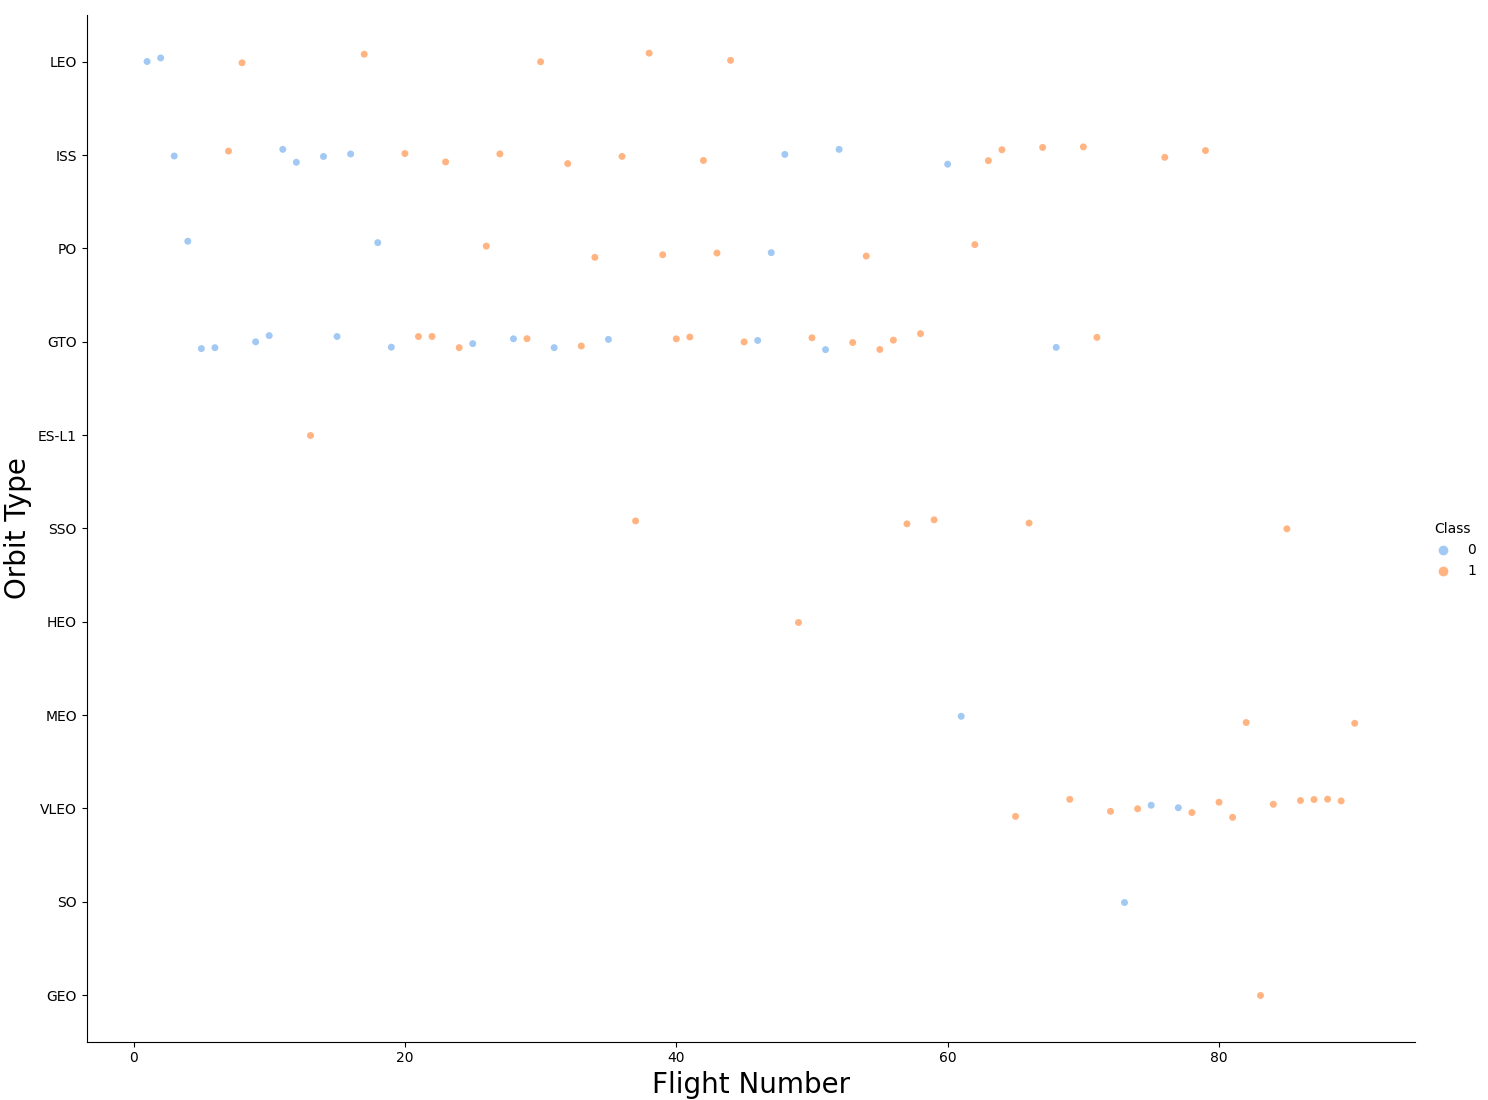 LEO
ISS
PO
GTO
ES-L1
SSO
HEO
MEO
VLEO
SO
GEO
Orbit Type
0
20
40
60
80
Flight Number
Class
0
1